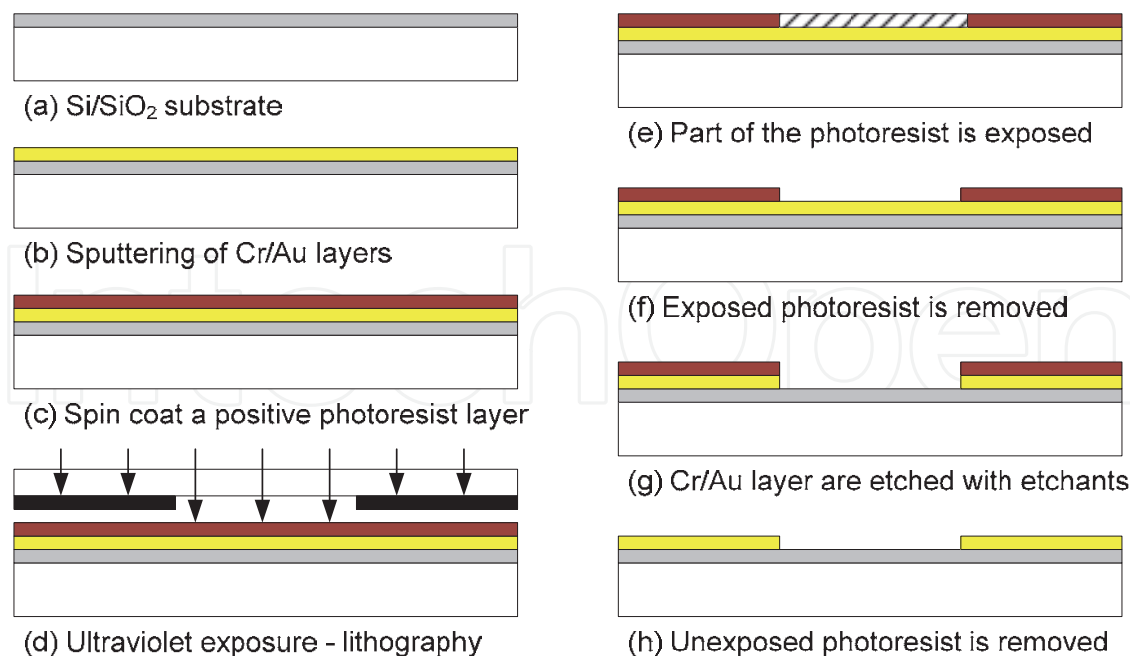 (a) Si/SiO₂ substrate
(b) Sputtering of Cr/Au layers
(c) Spin coat a positive photoresist layer
(d) Ultraviolet exposure - lithography
(e) Part of the photoresist is exposed
(f) Exposed photoresist is removed
(g) Cr/Au layer are etched with etchants
(h) Unexposed photoresist is removed
IntechOpen